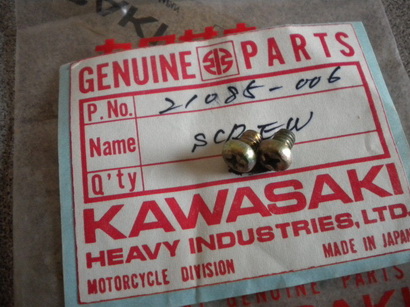 GENUINE PARTS
P. No. 21085-006
Name SCREW
Q'ty
KAWASAKI
HEAVY INDUSTRIES, LTD.
MOTORCYCLE DIVISION MADE IN JAPAN